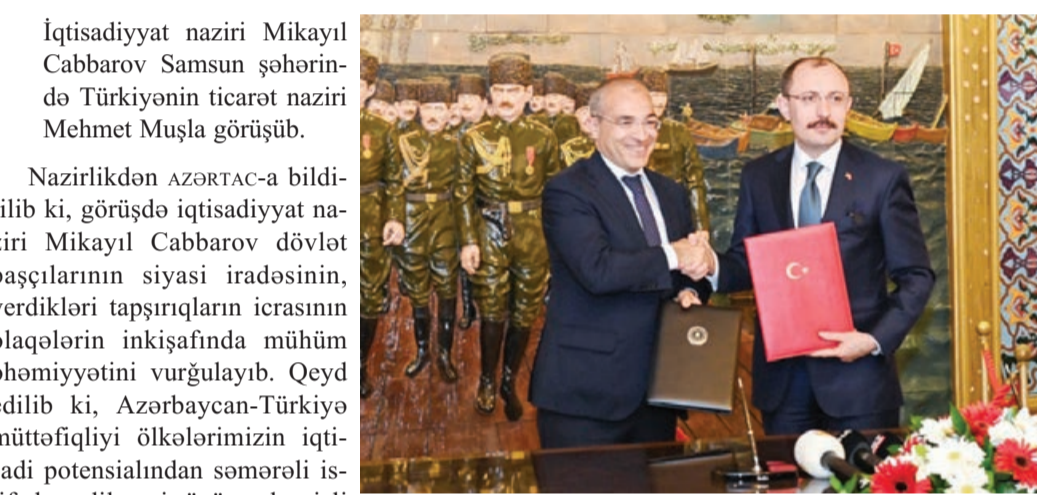 İqtisadiyyat naziri Mikayıl
Cabbarov Samsun şəhərin-
də Türkiyənin ticarət naziri
Mehmet Muşla görüşüb.
Nazirlikdən AZƏRTAC-a bildi-
ilib ki, görüşdə iqtisadiyyat na-
ziri Mikayıl Cabbarov dövlət
başçılarının siyasi iradəsinin,
verdikləri tapşırıqların icrasının
əlaqələrin inkişafında mühüm
əhəmiyyətini vurğulayıb. Qeyd
edilib ki, Azərbaycan-Türkiyə
müttəfiqliyi ölkələrimizin iqti-
adi potensialından səmərəli is-